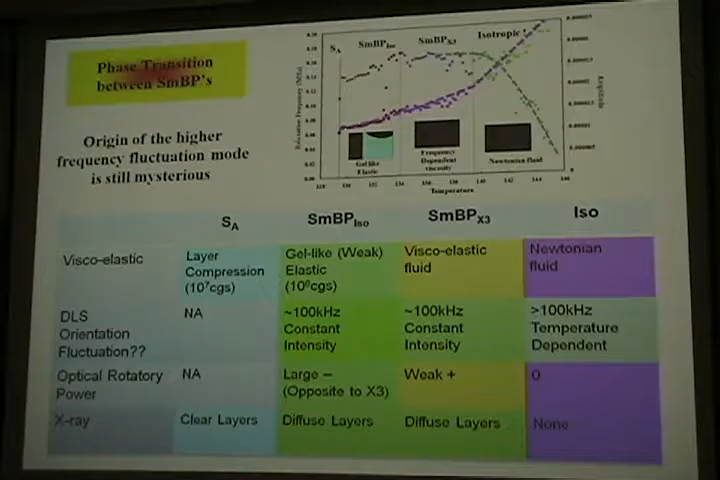 Phase Transition
between SmBP's
Origin of the higher
frequency fluctuation mode
is still mysterious
SA SmBPIso SmBPX3 Isotropic
Relaxation Frequency (MHz)
Amplitude
Gel-like
Elastic
Frequency
Dependent
viscosity
Newtonian fluid
Temperature
SA SmBPIso SmBPX3 Iso
Visco-elastic
Layer
Compression
(10⁷cgs)
Gel-like (Weak)
Elastic
Visco-elastic
fluid
Newtonian
fluid
DLS
Orientation
Fluctuation??
NA
~100kHz
Constant
Intensity
~100kHz
Constant
Intensity
>100kHz
Temperature
Dependent
Optical Rotatory
Power
NA
Large –
(Opposite to X3)
Weak +
0
X-ray
Clear Layers
Diffuse Layers
Diffuse Layers
None